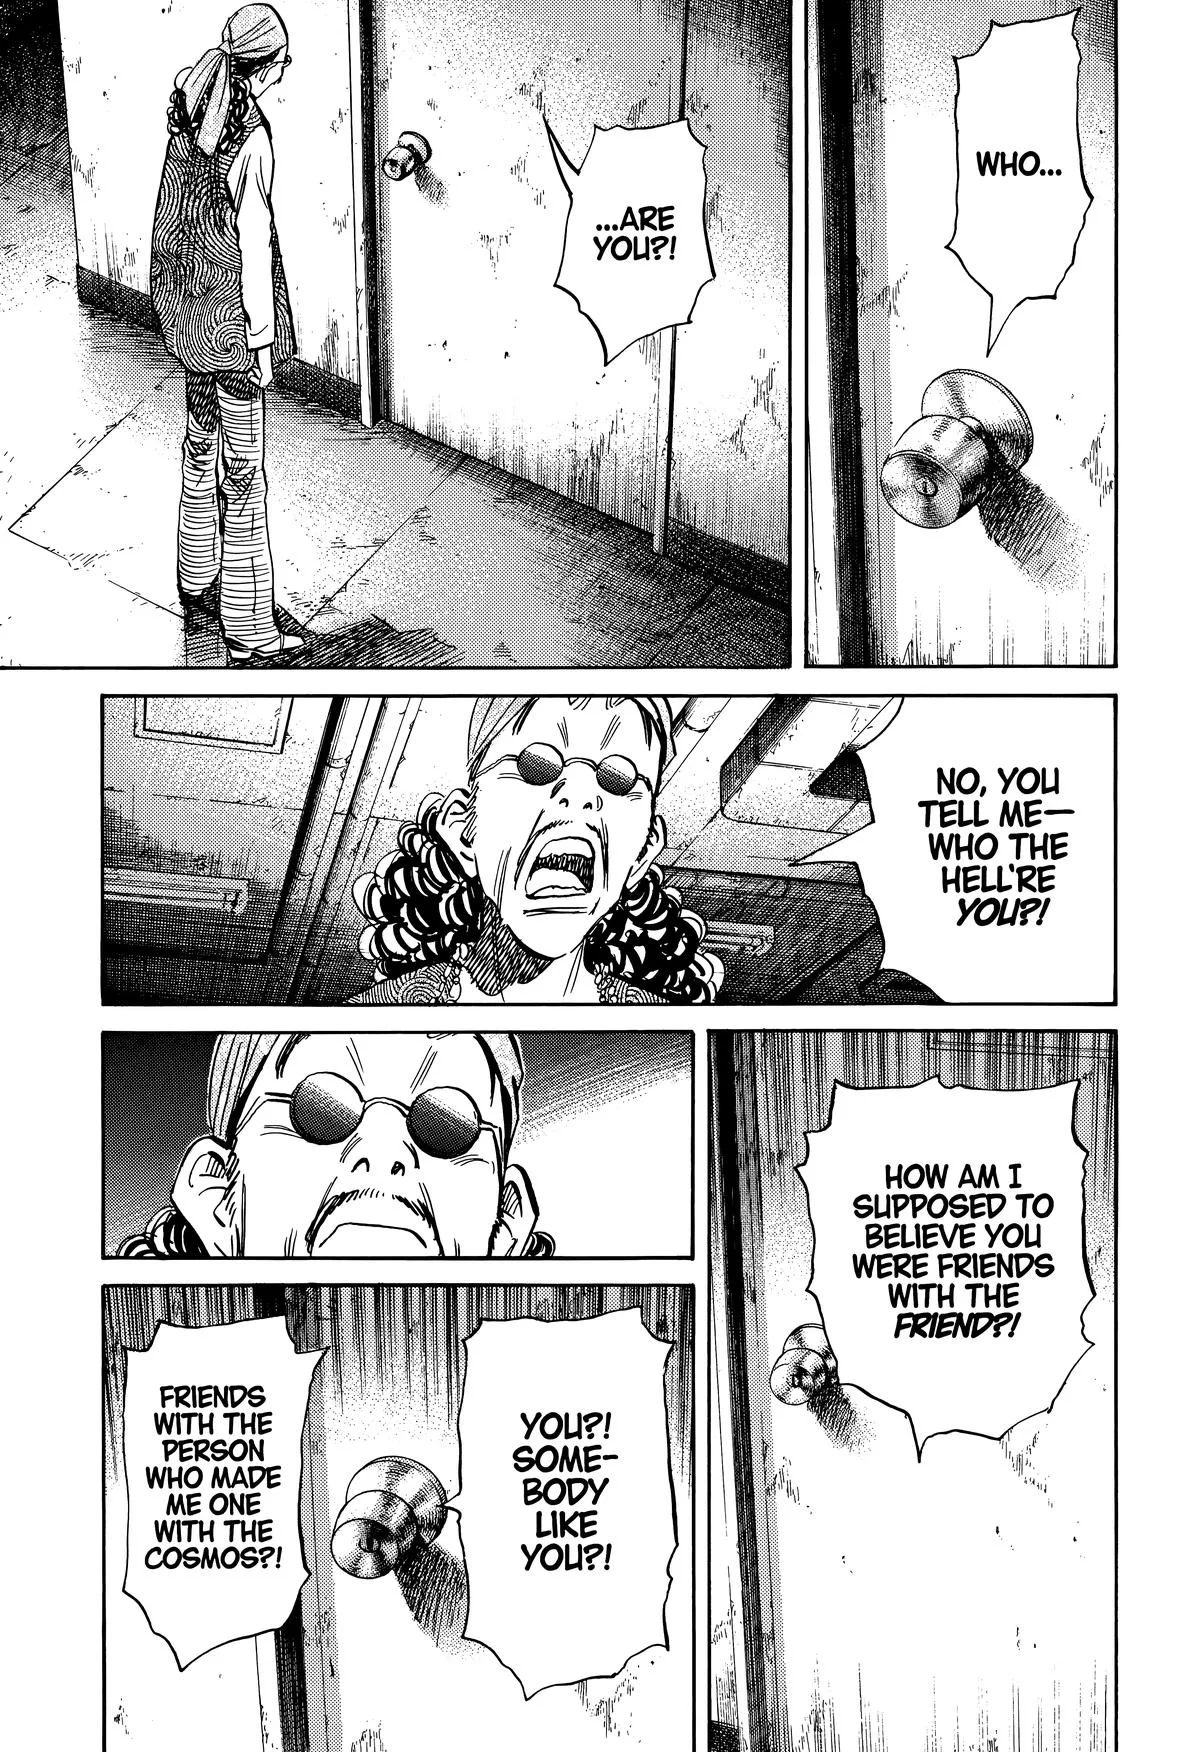 WHO...
...ARE
YOU?!
NO, YOU
TELL ME—
WHO THE
HELL'RE
YOU?!
HOW AM I
SUPPOSED TO
BELIEVE YOU
WERE FRIENDS
WITH THE
FRIEND?!
YOU?!
SOME-
BODY
LIKE
YOU?!
FRIENDS
WITH THE
PERSON
WHO MADE
ME ONE
WITH THE
COSMOS?!